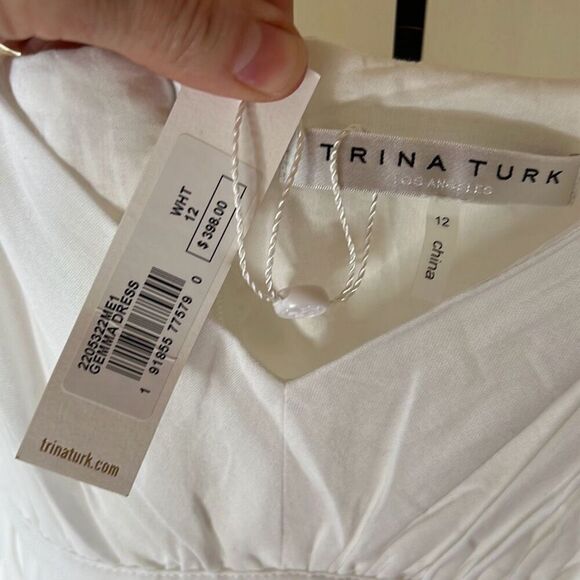 WHT
12
$ 398.00
2205322ME1
GEMMA DRESS
1 91855 77579 0
trinaturk.com
TRINA TURK
LOS ANGELES
12
china